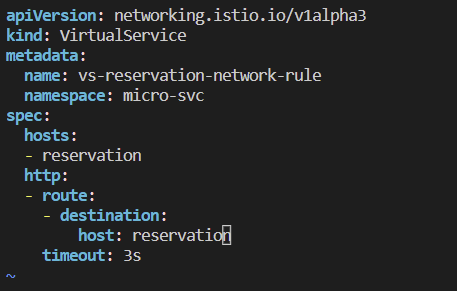 apiVersion: networking.istio.io/v1alpha3
kind: VirtualService
metadata:
  name: vs-reservation-network-rule
  namespace: micro-svc
spec:
  hosts:
  - reservation
  http:
  - route:
    - destination:
        host: reservation
    timeout: 3s
~